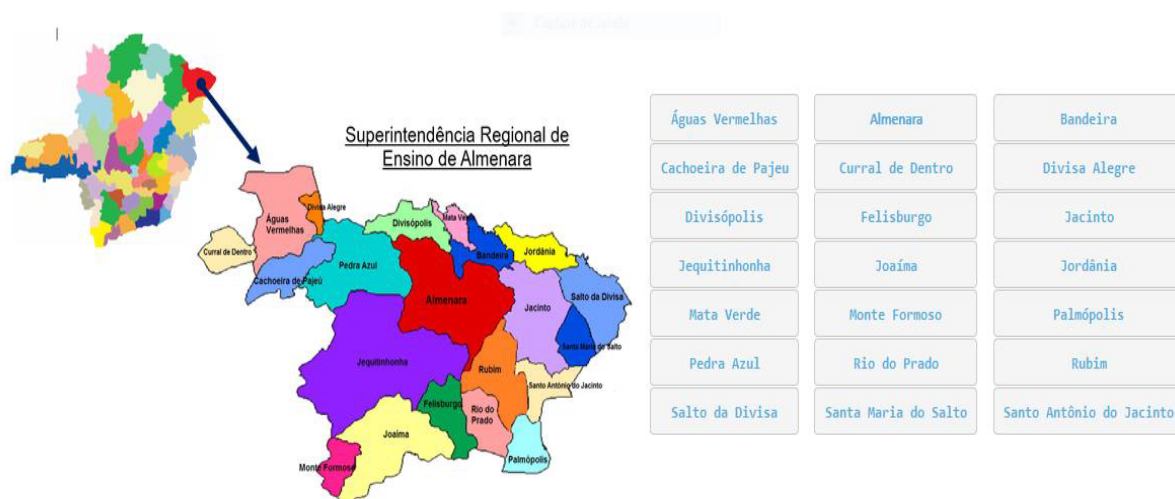 Superintendência Regional de
Ensino de Almenara
Águas
Vermelhas
Divisa Alegre
Curral de Dentro
Cachoeira de Pajeú
Pedra Azul
Divisópolis
Mata Verde
Bandeira
Jordânia
Almenara
Jacinto
Salto da Divisa
Santa Maria do Salto
Jequitinhonha
Rubim
Santo Antônio do Jacinto
Felisburgo
Rio do
Prado
Joaíma
Palmópolis
Monte Formoso
Águas Vermelhas Almenara Bandeira
Cachoeira de Pajeu Curral de Dentro Divisa Alegre
Divisópolis Felisburgo Jacinto
Jequitinhonha Joaíma Jordânia
Mata Verde Monte Formoso Palmópolis
Pedra Azul Rio do Prado Rubim
Salto da Divisa Santa Maria do Salto Santo Antônio do Jacinto